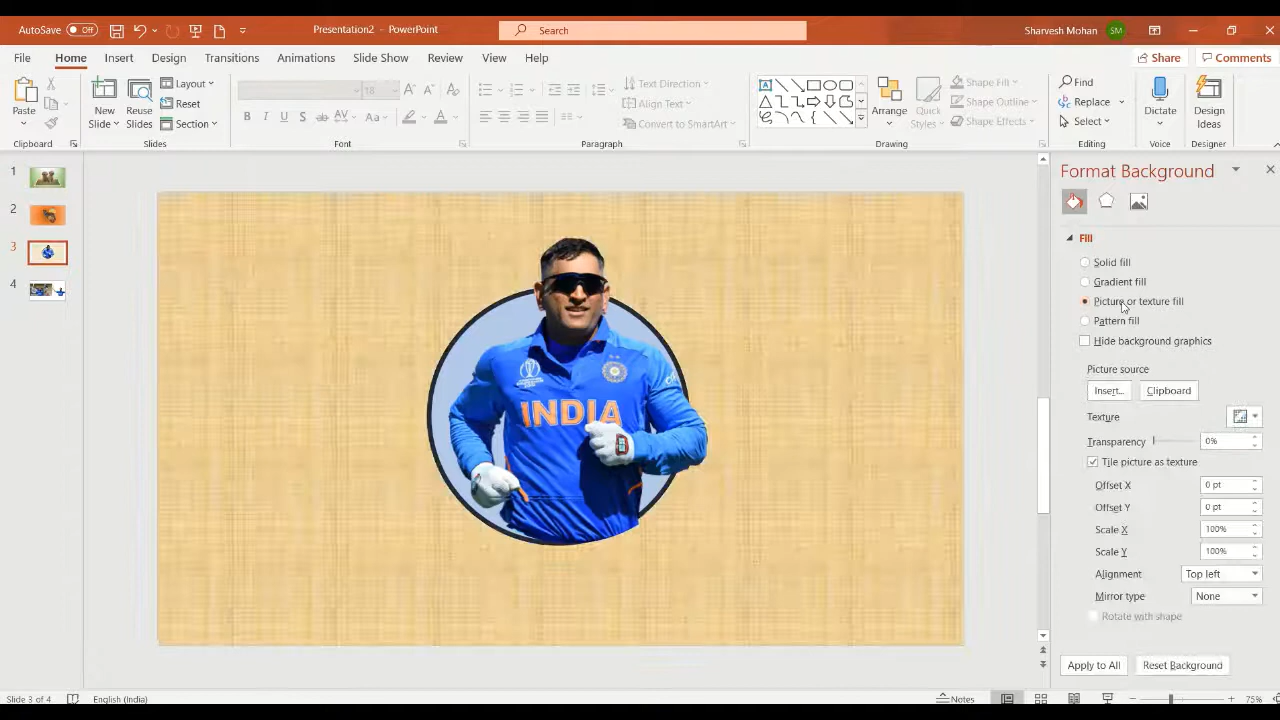 AutoSave Off Presentation2 - PowerPoint Search Sharvesh Mohan SM
File Home Insert Design Transitions Animations Slide Show Review View Help Share Comments
Paste
New Slide
Reuse Slides
Layout
Reset
Section
18
B I U S ab AV Aa A
Text Direction
Align Text
Convert to SmartArt
Arrange
Quick Styles
Shape Fill
Shape Outline
Shape Effects
Find
Replace
Select
Dictate
Design Ideas
Clipboard Slides Font Paragraph Drawing Editing Voice Designer
1
2
3
4
INDIA
Format Background
Fill
Solid fill
Gradient fill
Picture or texture fill
Pattern fill
Hide background graphics
Picture source
Insert... Clipboard
Texture
Transparency 0%
Tile picture as texture
Offset X 0 pt
Offset Y 0 pt
Scale X 100%
Scale Y 100%
Alignment Top left
Mirror type None
Rotate with shape
Apply to All Reset Background
Slide 3 of 4 English (India) Notes 75%